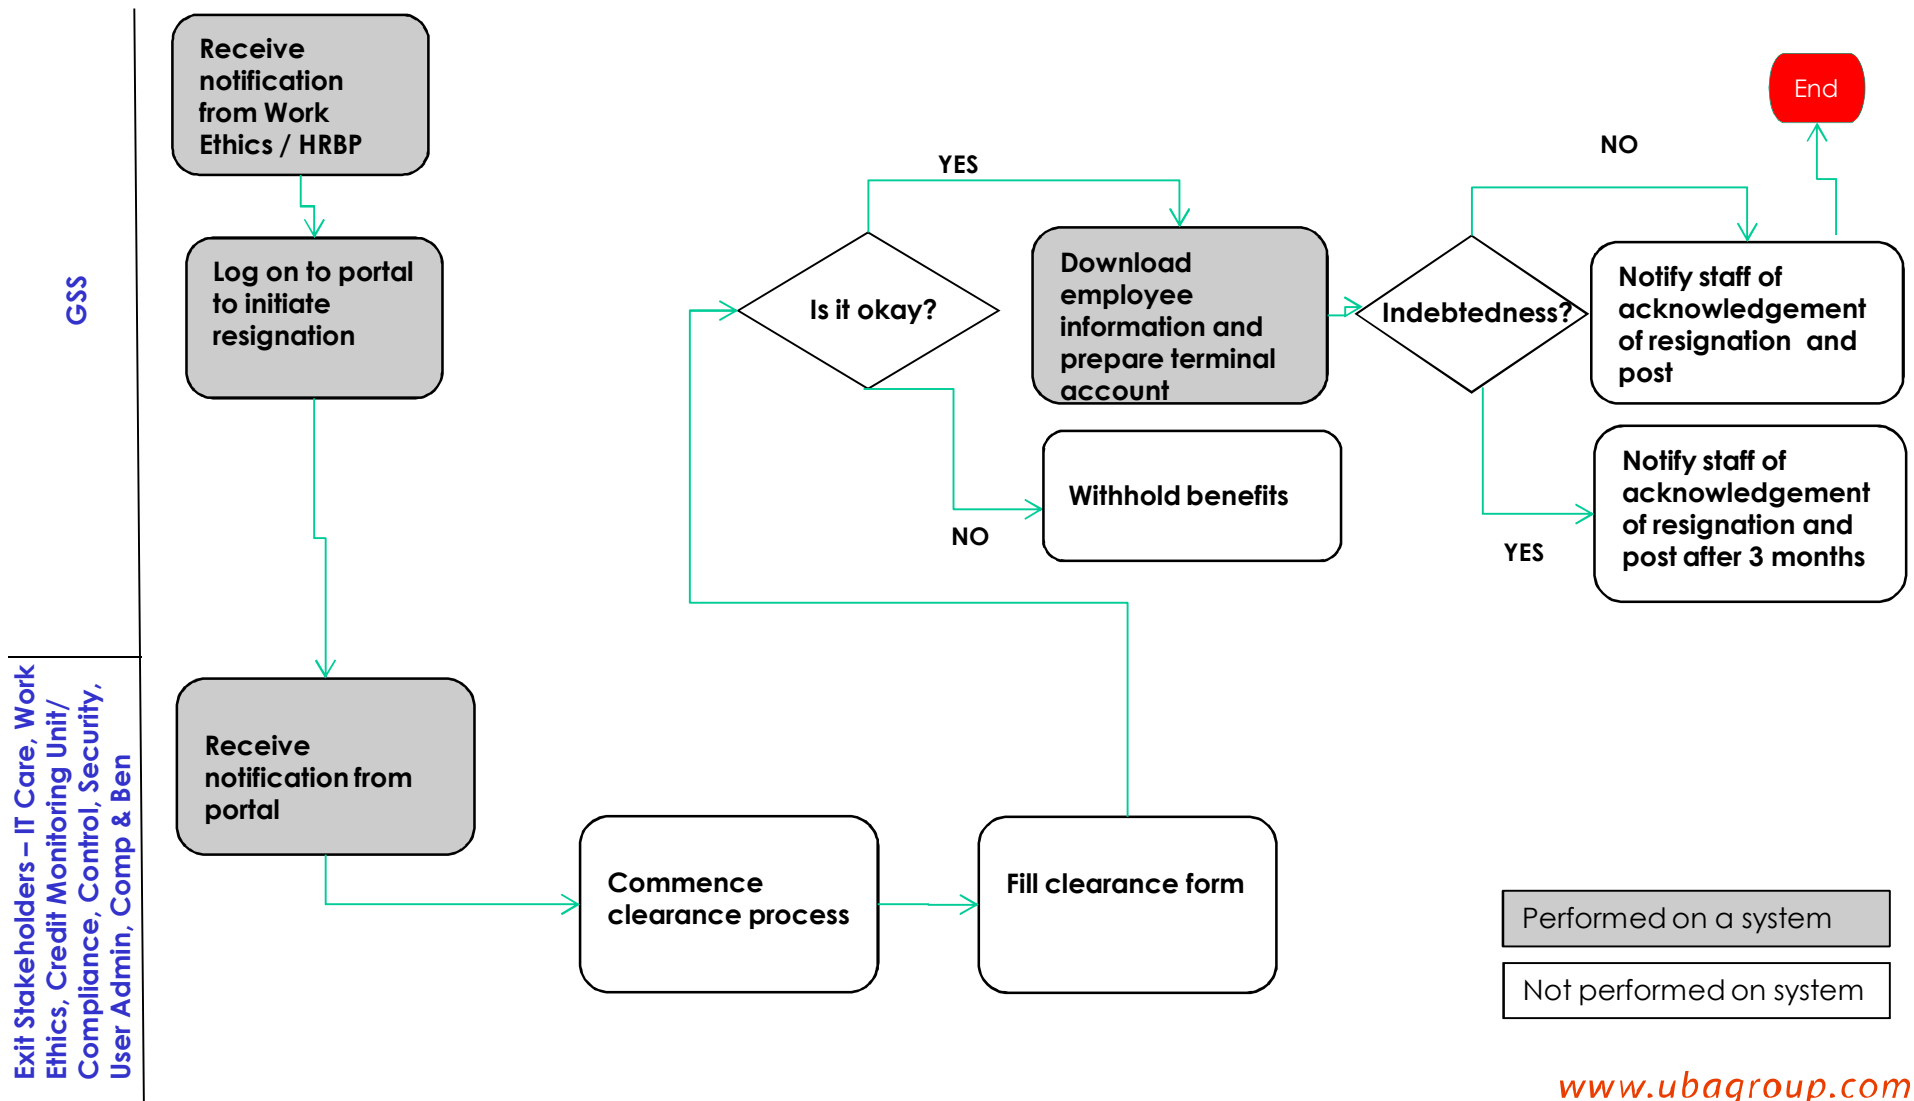 GSS
Receive
notification
from Work
Ethics / HRBP
Log on to portal
to initiate
resignation
Is it okay?
YES
NO
Download
employee
information and
prepare terminal
account
Withhold benefits
Indebtedness?
NO
YES
Notify staff of
acknowledgement
of resignation and
post
Notify staff of
acknowledgement
of resignation and
post after 3 months
End
Exit Stakeholders – IT Care, Work
Ethics, Credit Monitoring Unit/
Compliance, Control, Security,
User Admin, Comp & Ben
Receive
notification from
portal
Commence
clearance process
Fill clearance form
Performed on a system
Not performed on system
www.ubagroup.com